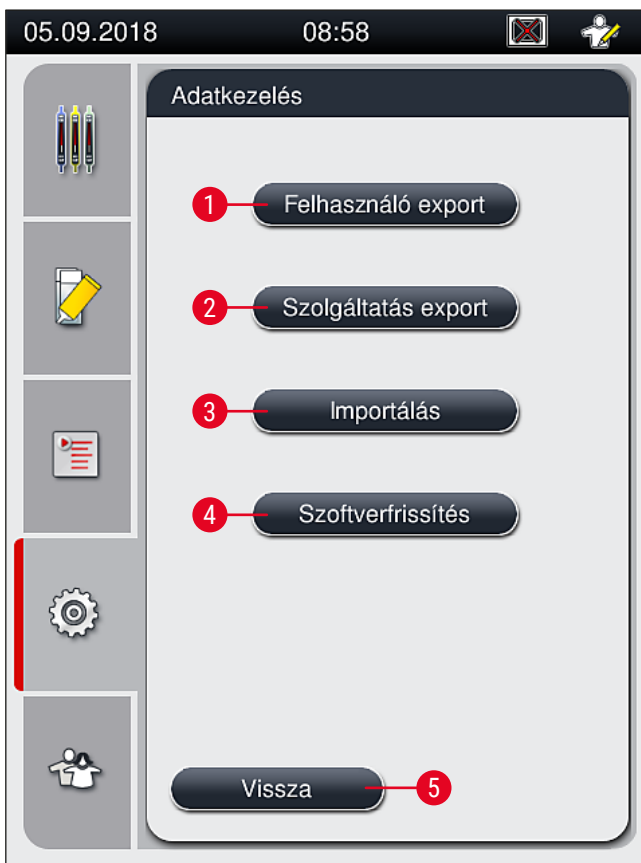 05.09.2018 08:58
Adatkezelés
1 Felhasználó export
2 Szolgáltatás export
3 Importálás
4 Szoftverfrissítés
Vissza 5